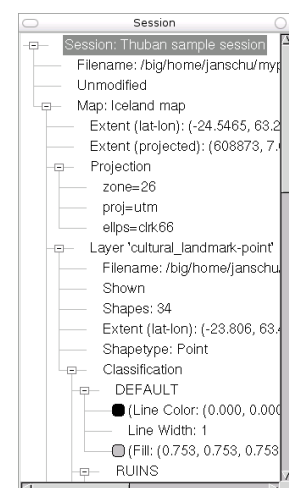 Session
Session: Thuban sample session
Filename: /big/home/janschu/myp
Unmodified
Map: Iceland map
Extent (lat-lon): (-24.5465, 63.2
Extent (projected): (608873, 7.
Projection
zone=26
proj=utm
ellps=clrk66
Layer 'cultural_landmark-point'
Filename: /big/home/janschu,
Shown
Shapes: 34
Extent (lat-lon): (-23.806, 63.4
Shapetype: Point
Classification
DEFAULT
(Line Color: (0.000, 0.000
Line Width: 1
(Fill: (0.753, 0.753, 0.753
RUINS